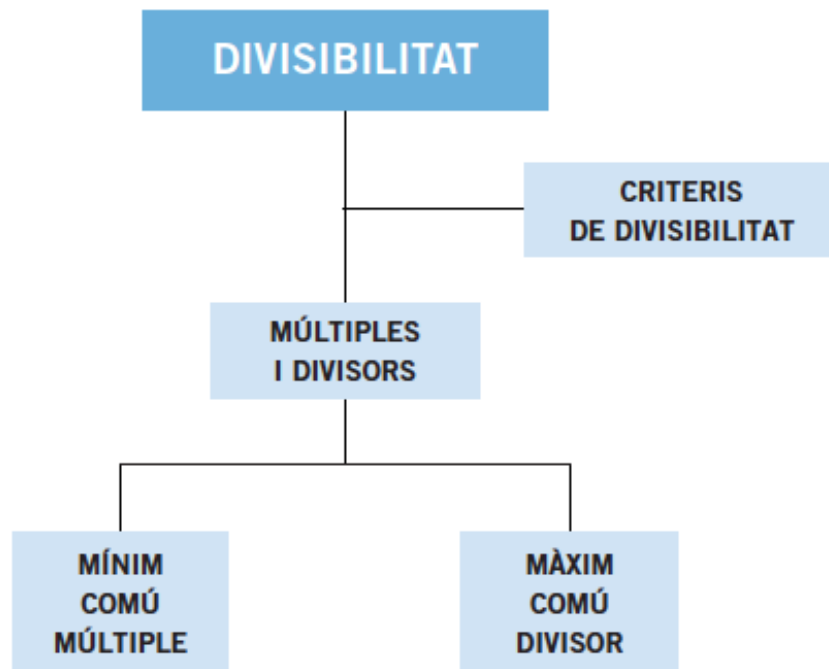 DIVISIBILITAT
CRITERIS
DE DIVISIBILITAT
MÚLTIPLES
I DIVISORS
MÍNIM
COMÚ
MÚLTIPLE
MÀXIM
COMÚ
DIVISOR